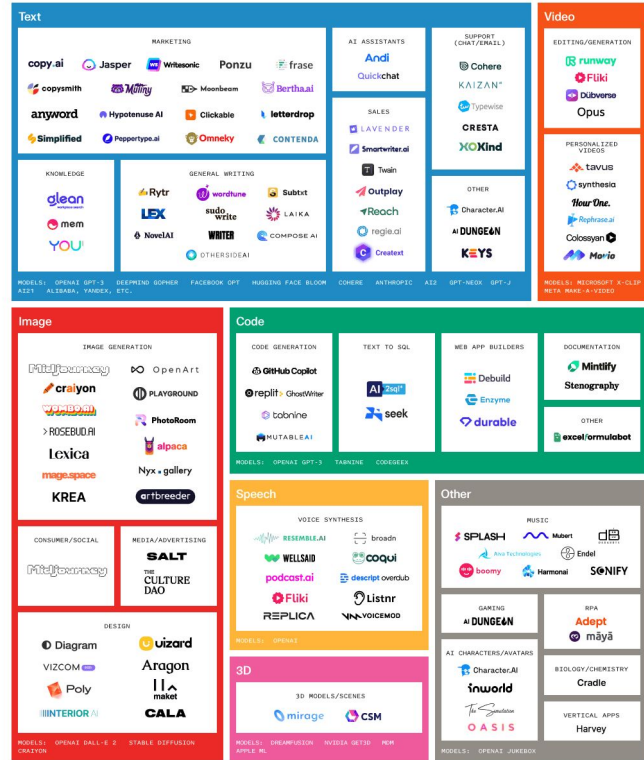 Text
MARKETING
copy.ai Jasper Writesonic Ponzu frase
copysmith Mutiny Moonbeam Bertha.ai
anyword Hypotenuse AI Clickable letterdrop
Simplified Peppertype.ai Omneky CONTENDA
KNOWLEDGE
glean
mem
YOU
GENERAL WRITING
Rytr wordtune Subtxt
LEX sudo write LAIKA
NovelAI WRITER COMPOSE AI
OTHERSIDEAI
AI ASSISTANTS
Andi
Quickchat
SALES
LAVENDER
Smartwriter.ai
Twain
Outplay
Reach
regie.ai
Creatext
SUPPORT
(CHAT/EMAIL)
Cohere
KAIZAN
Typewise
CRESTA
XOXind
OTHER
Character.AI
AI DUNGEON
KEYS
MODELS: OPENAI GPT-3 DEEPMIND GOPHER FACEBOOK OPT HUGGING FACE BLOOM COHERE ANTHROPIC AI2 GPT-NEOX GPT-J
AI21 ALIBABA, YANDEX, ETC.
Video
EDITING/GENERATION
runway
Fliki
Dübverse
Opus
PERSONALIZED
VIDEOS
tavus
synthesia
Hour One.
Rephrase.ai
Colossyan
Movio
MODELS: MICROSOFT X-CLIP
META MAKE-A-VIDEO
Image
IMAGE GENERATION
Midjourney OpenArt
craiyon PLAYGROUND
WOMBO.AI PhotoRoom
ROSEBUD.AI alpaca
Lexica Nyx.gallery
mage.space artbreeder
KREA
CONSUMER/SOCIAL
Midjourney
MEDIA/ADVERTISING
SALT
THE
CULTURE
DAO
DESIGN
Diagram uizard
VIZCOM Aragon
Poly maket
INTERIOR AI CALA
MODELS: OPENAI DALL-E 2 STABLE DIFFUSION
CRAIYON
Code
CODE GENERATION
GitHub Copilot
replit GhostWriter
tabnine
MUTABLEAI
TEXT TO SQL
AI 2sql
seek
WEB APP BUILDERS
Debuild
Enzyme
durable
DOCUMENTATION
Mintlify
Stenography
OTHER
excelformulabot
MODELS: OPENAI GPT-3 TABNINE CODEGEEX
Speech
VOICE SYNTHESIS
RESEMBLE.AI broadn
WELLSAID coqui
podcast.ai descript overdub
Fliki Listnr
REPLICA VOICEMOD
MODELS: OPENAI
3D
3D MODELS/SCENES
mirage CSM
MODELS: DREAMFUSION NVIDIA GET3D MDM
APPLE ML
Other
MUSIC
SPLASH Mubert
Aiva Technologies Endel
boomy Harmonai SONIFY
GAMING
AI DUNGEON
RPA
Adept
māyā
AI CHARACTERS/AVATARS
Character.AI
inworld
The Simulation
OASIS
BIOLOGY/CHEMISTRY
Cradle
VERTICAL APPS
Harvey
MODELS: OPENAI JUKEBOX